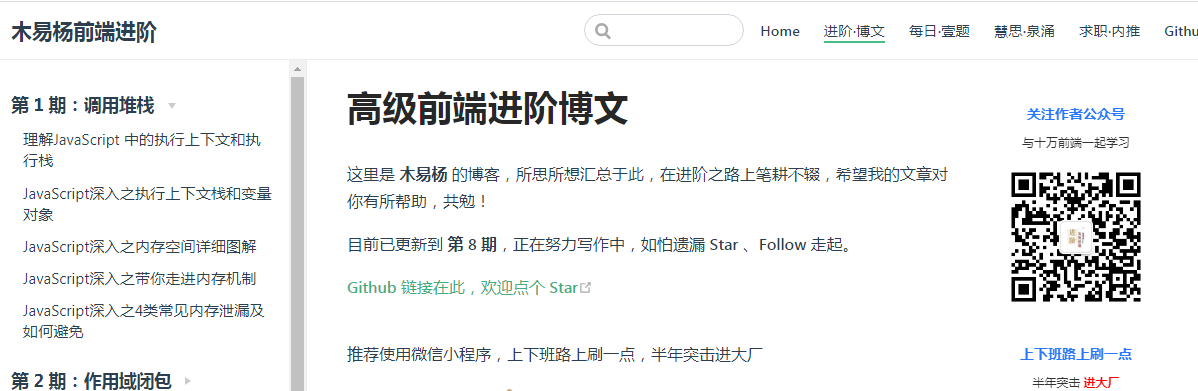 木易杨前端进阶
Home
进阶·博文
每日·壹题
慧思·泉涌
求职·内推
Githu
第 1 期：调用堆栈
理解JavaScript 中的执行上下文和执
行栈
JavaScript深入之执行上下文栈和变量
对象
JavaScript深入之内存空间详细图解
JavaScript深入之带你走进内存机制
JavaScript深入之4类常见内存泄漏及
如何避免
第 2 期：作用域闭包
高级前端进阶博文
这里是 木易杨 的博客，所思所想汇总于此，在进阶之路上笔耕不辍，希望我的文章对
你有所帮助，共勉！
目前已更新到 第 8 期，正在努力写作中，如怕遗漏 Star 、Follow 走起。
Github 链接在此，欢迎点个 Star
推荐使用微信小程序，上下班路上刷一点，半年突击进大厂
关注作者公众号
与十万前端一起学习
进阶
上下班路上刷一点
半年突击 进大厂